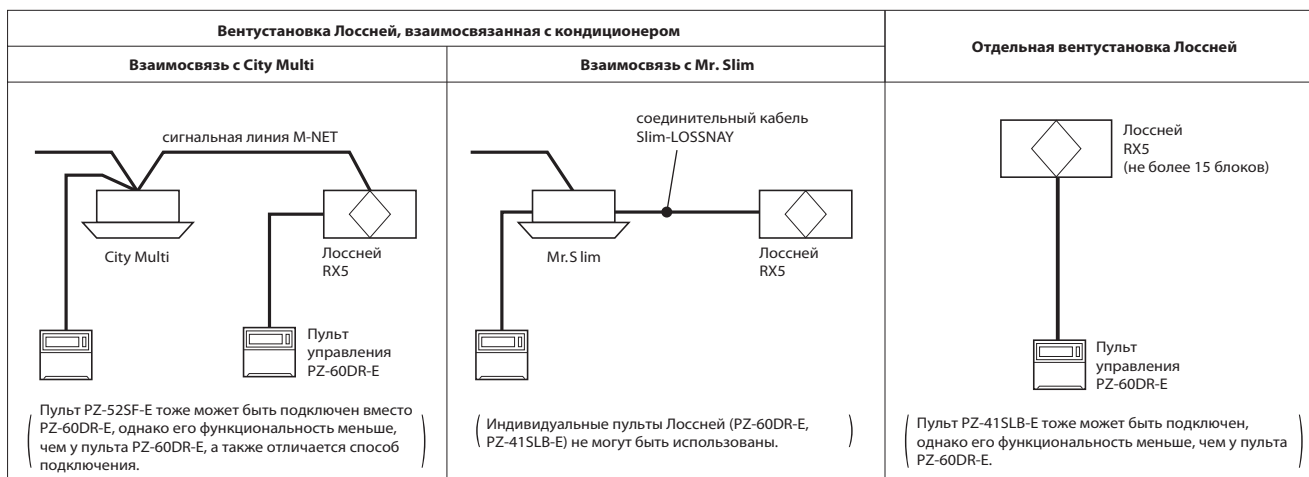 Вентустановка Лоссней, взаимосвязанная с кондиционером
Отдельная вентустановка Лоссней
Взаимосвязь с City Multi
Взаимосвязь с Mr. Slim
сигнальная линия M-NET
City Multi
Лоссней
RX5
Пульт
управления
PZ-60DR-E
Пульт PZ-52SF-E тоже может быть подключен вместо
PZ-60DR-E, однако его функциональность меньше,
чем у пульта PZ-60DR-E, а также отличается способ
подключения.
соединительный кабель
Slim-LOSSNAY
Mr.S lim
Лоссней
RX5
Индивидуальные пульты Лоссней (PZ-60DR-E,
PZ-41SLB-E) не могут быть использованы.
Лоссней
RX5
(не более 15 блоков)
Пульт
управления
PZ-60DR-E
Пульт PZ-41SLB-E тоже может быть подключен,
однако его функциональность меньше, чем у пульта
PZ-60DR-E.